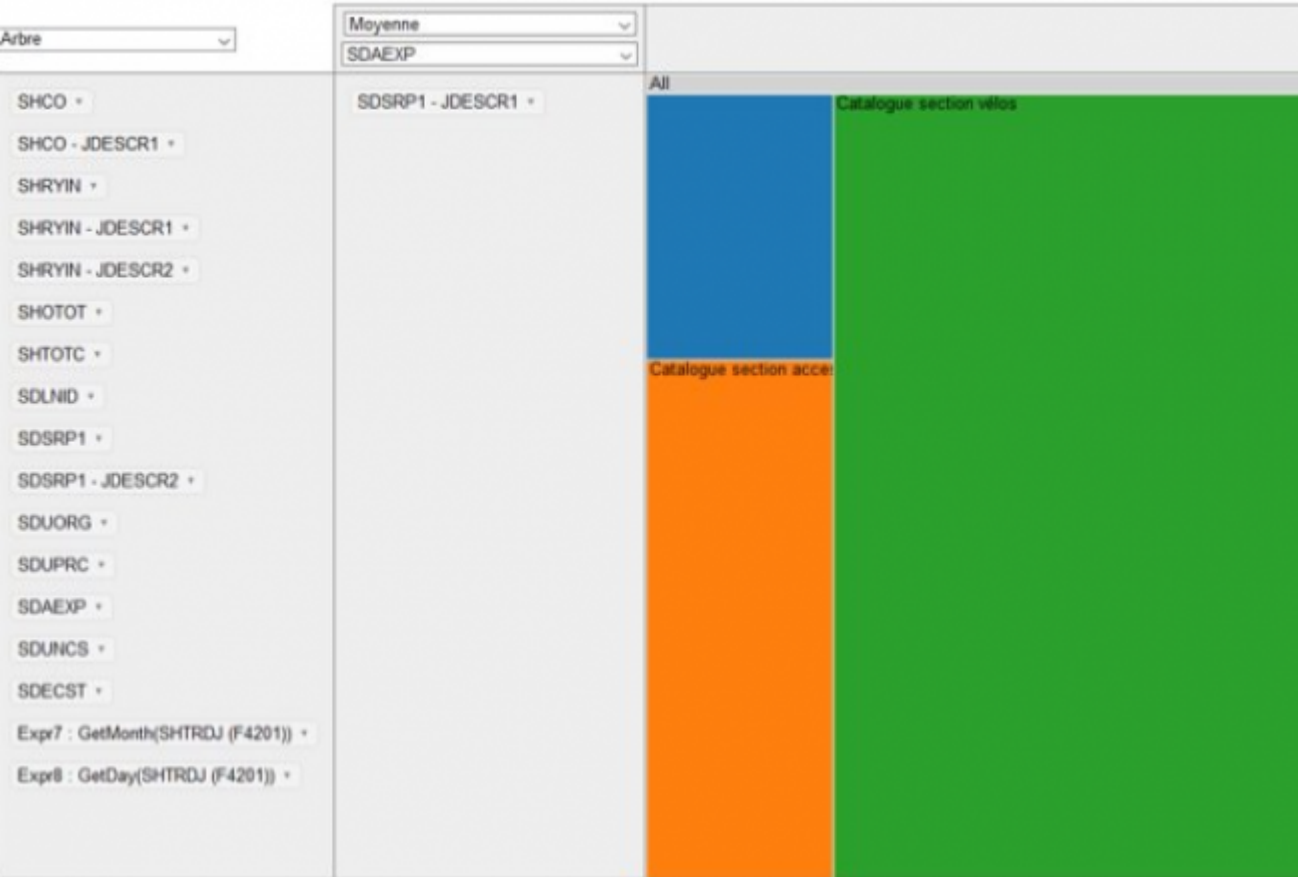 Arbre
Moyenne
SDAEXP
SHCO
SHCO - JDESCR1
SHRYIN
SHRYIN - JDESCR1
SHRYIN - JDESCR2
SHOTOT
SHTOTC
SDLNID
SDSRP1
SDSRP1 - JDESCR2
SDUORG
SDUPRC
SDAEXP
SDUNCS
SDECST
Expr7 : GetMonth(SHTRDJ (F4201))
Expr8 : GetDay(SHTRDJ (F4201))
SDSRP1 - JDESCR1
All
Catalogue section vélos
Catalogue section acces